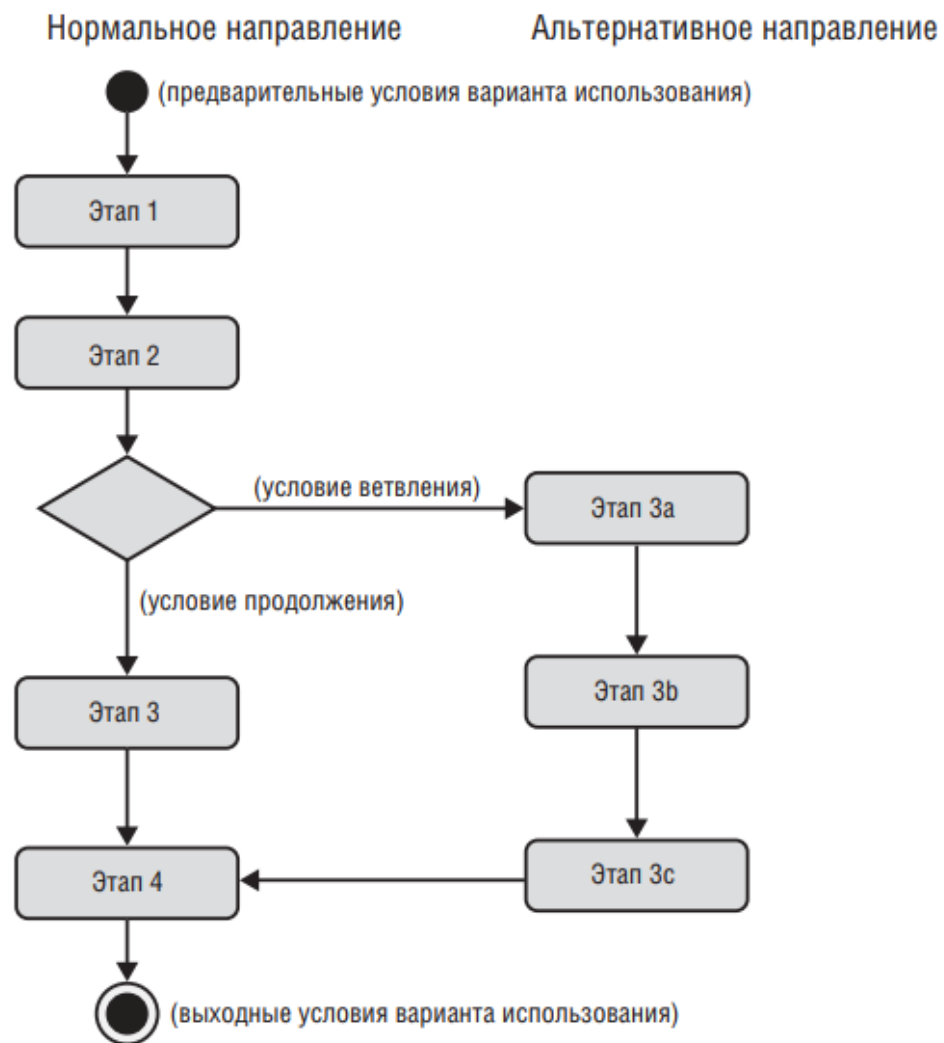 Нормальное направление
Альтернативное направление
(предварительные условия варианта использования)
Этап 1
Этап 2
(условие ветвления)
Этап 3a
(условие продолжения)
Этап 3b
Этап 3
Этап 3c
Этап 4
(выходные условия варианта использования)